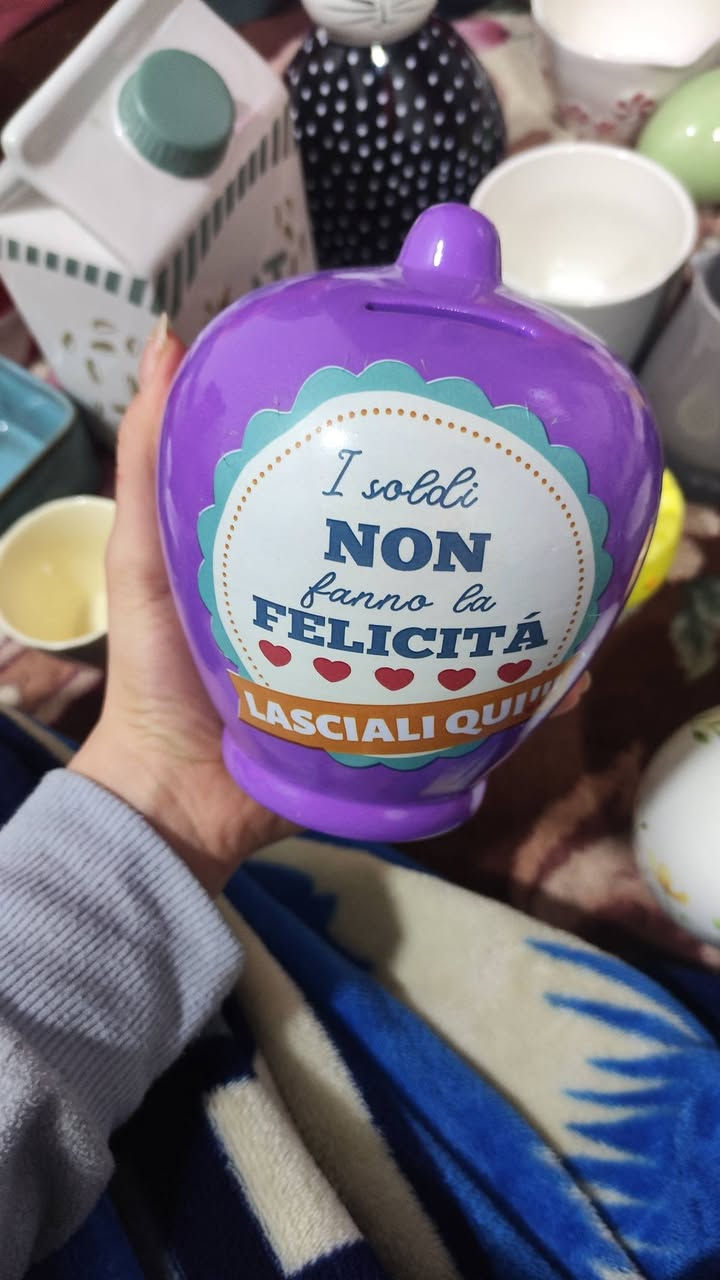 I soldi
NON
fanno la
FELICITÁ
LASCIALI QUI!!